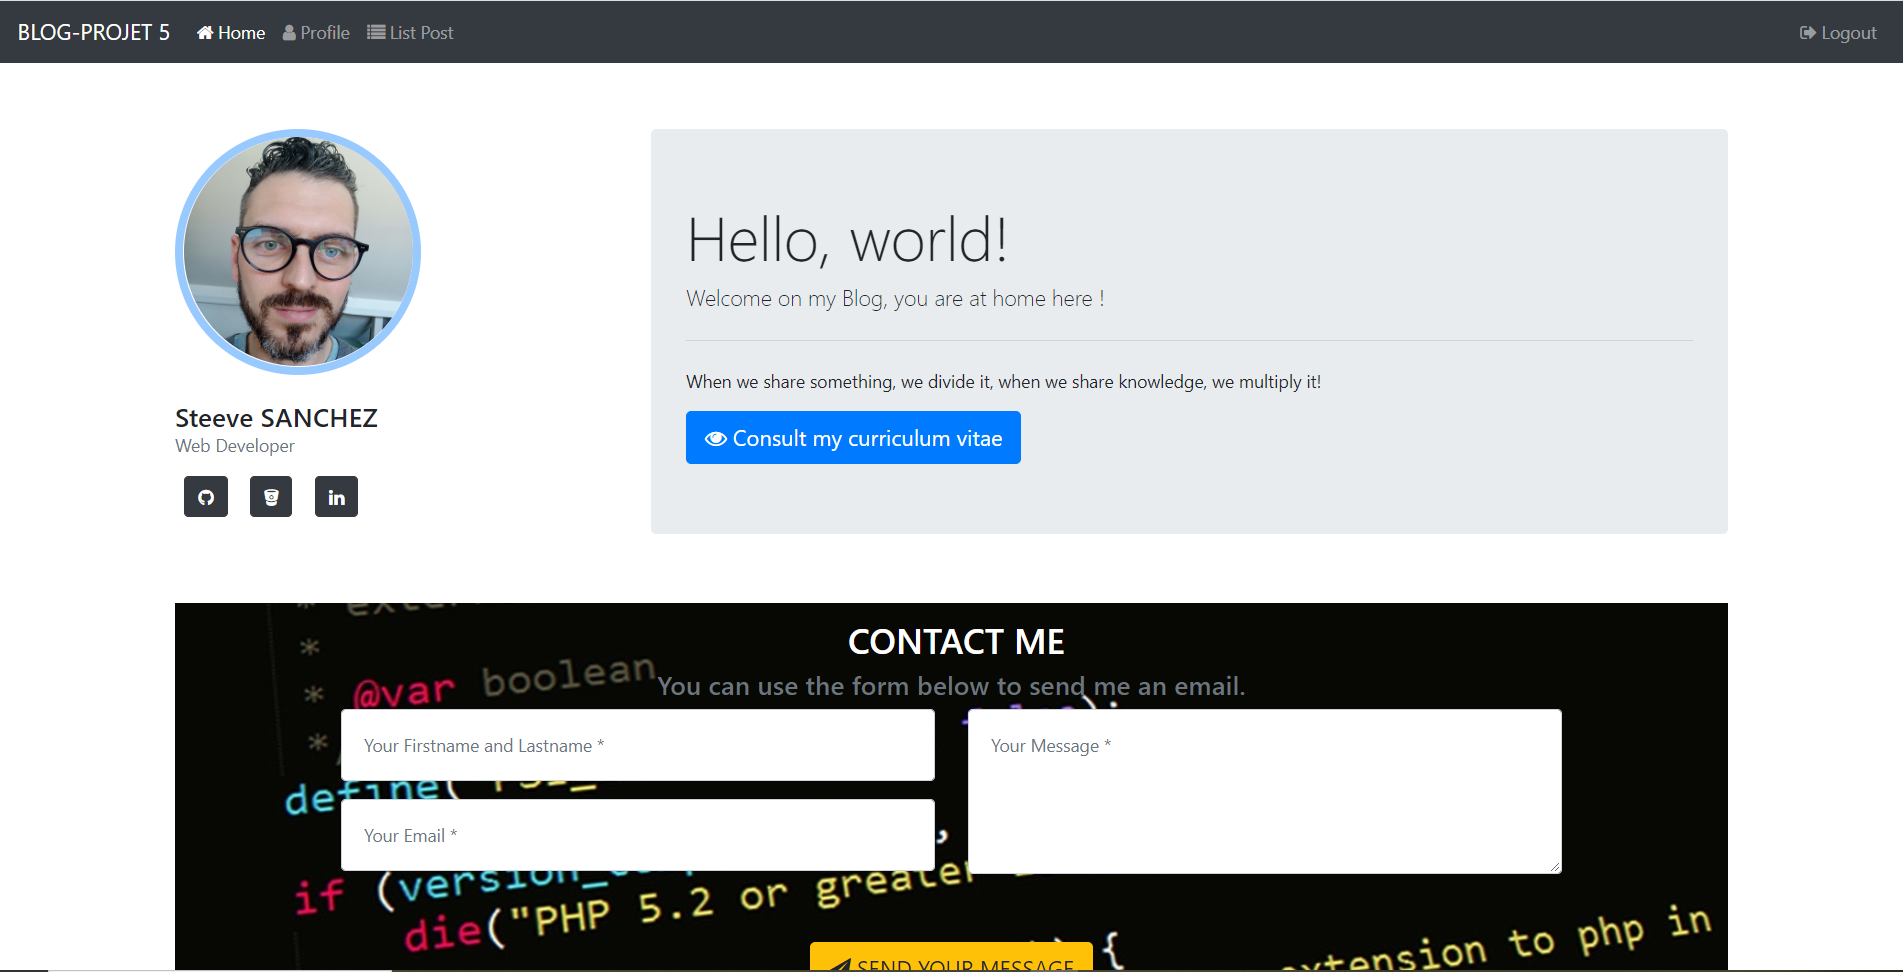 BLOG-PROJET 5 Home Profile List Post Logout
Hello, world!
Welcome on my Blog, you are at home here !
When we share something, we divide it, when we share knowledge, we multiply it!
Consult my curriculum vitae
Steeve SANCHEZ
Web Developer
in
CONTACT ME
You can use the form below to send me an email.
Your Firstname and Lastname *
Your Email *
Your Message *
SEND YOUR MESSAGE
*
* @var boolean
*
define(
if (version_
die("PHP 5.2 or greater
) {
extension to php in